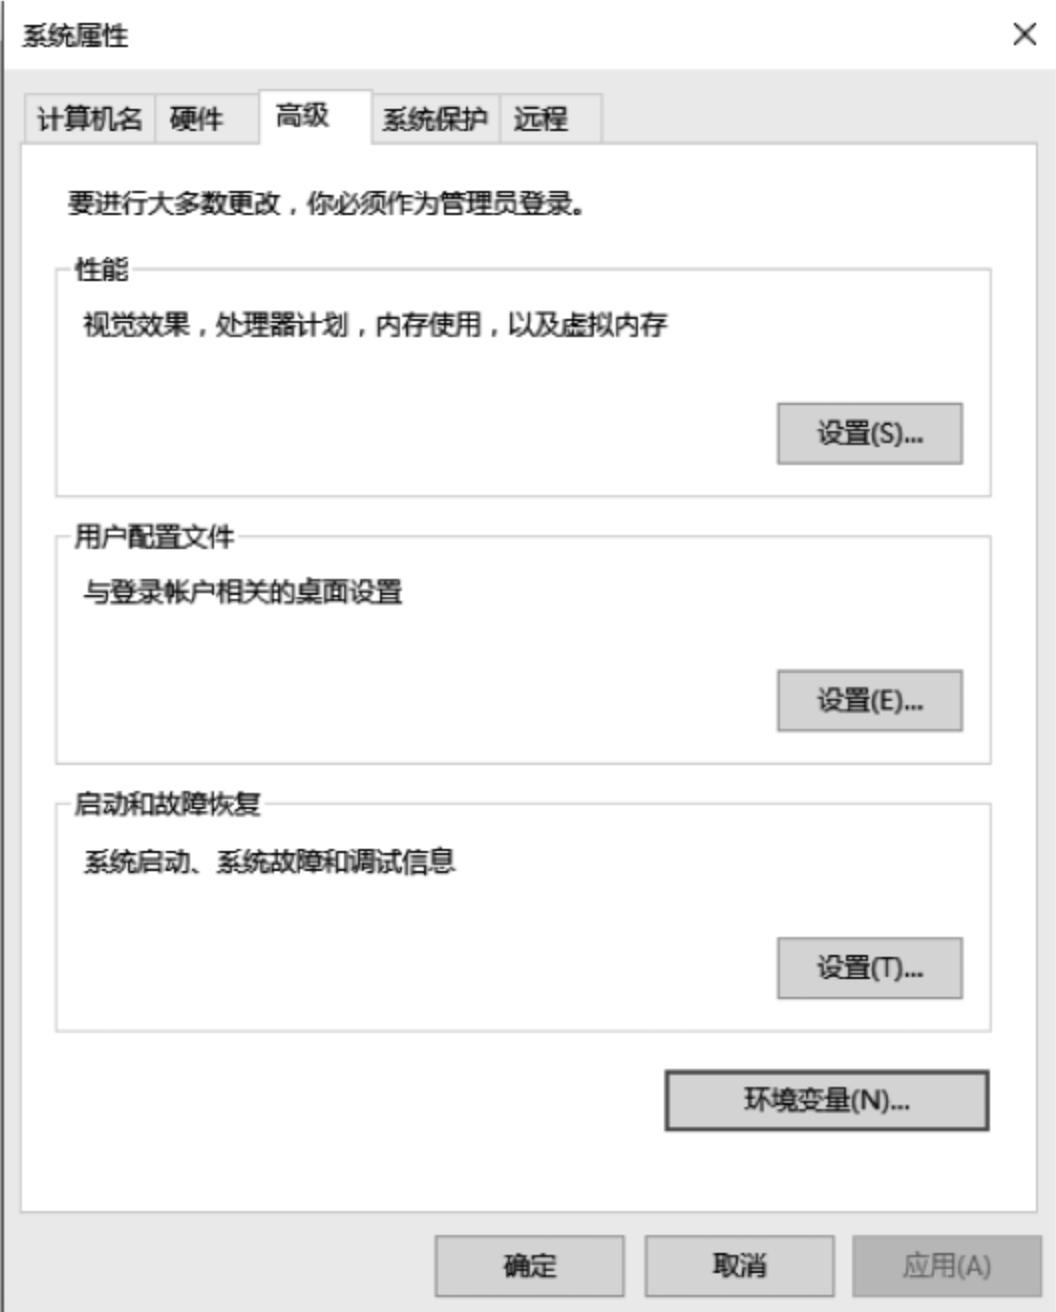 系统属性
计算机名 硬件 高级 系统保护 远程
要进行大多数更改，你必须作为管理员登录。
性能
视觉效果，处理器计划，内存使用，以及虚拟内存
设置(S)...
用户配置文件
与登录帐户相关的桌面设置
设置(E)...
启动和故障恢复
系统启动、系统故障和调试信息
设置(T)...
环境变量(N)...
确定 取消 应用(A)